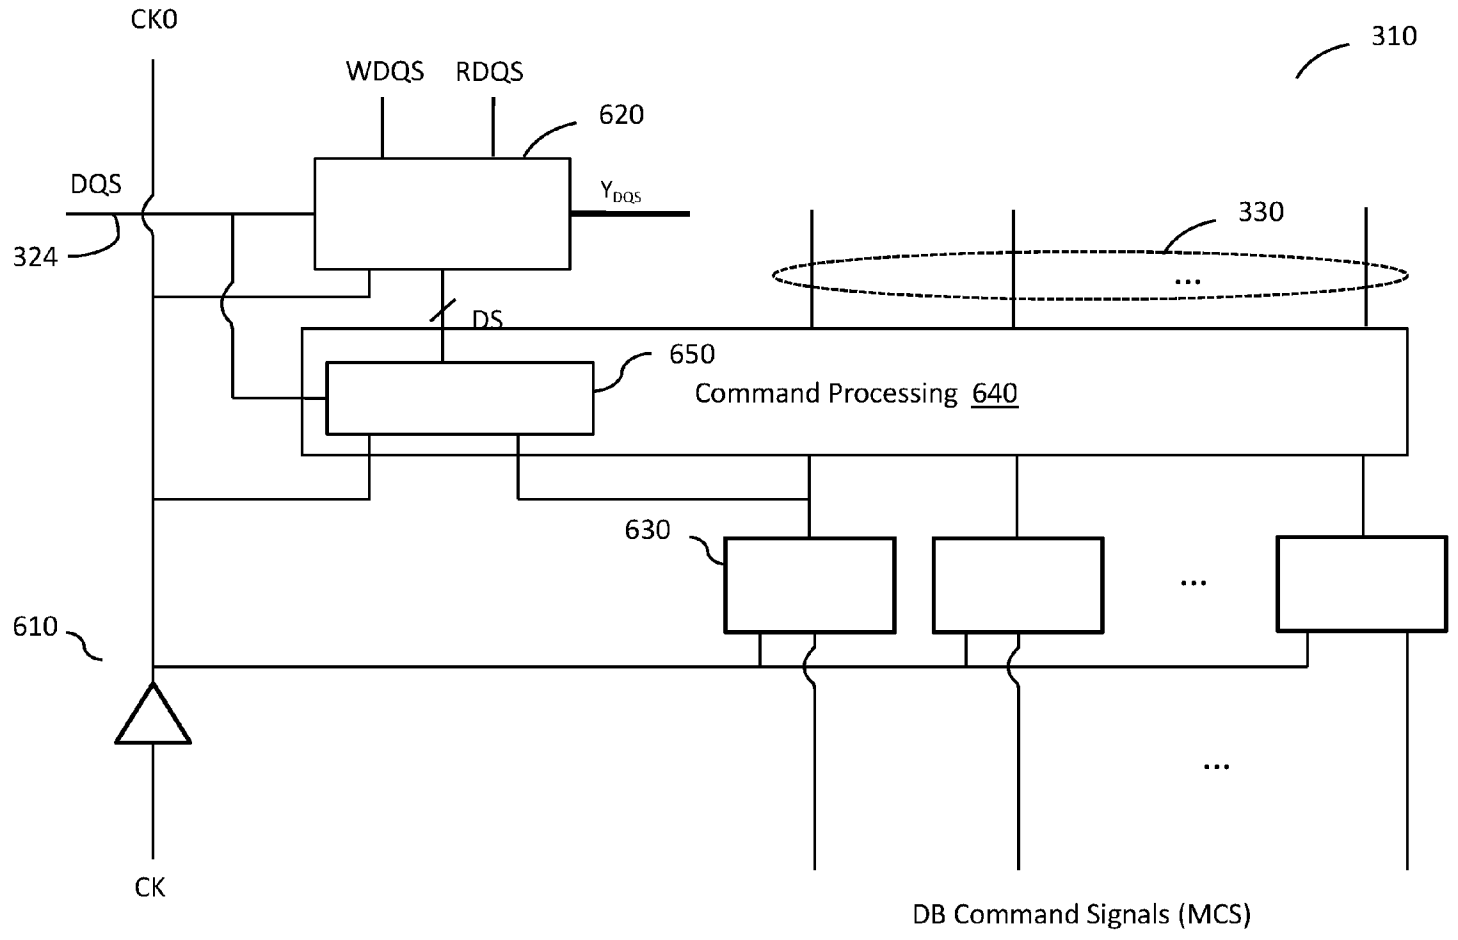 CK0
310
WDQS RDQS
620
DQS
YDQS
330
324
DS
650
...
Command Processing 640
630
...
610
...
CK
DB Command Signals (MCS)